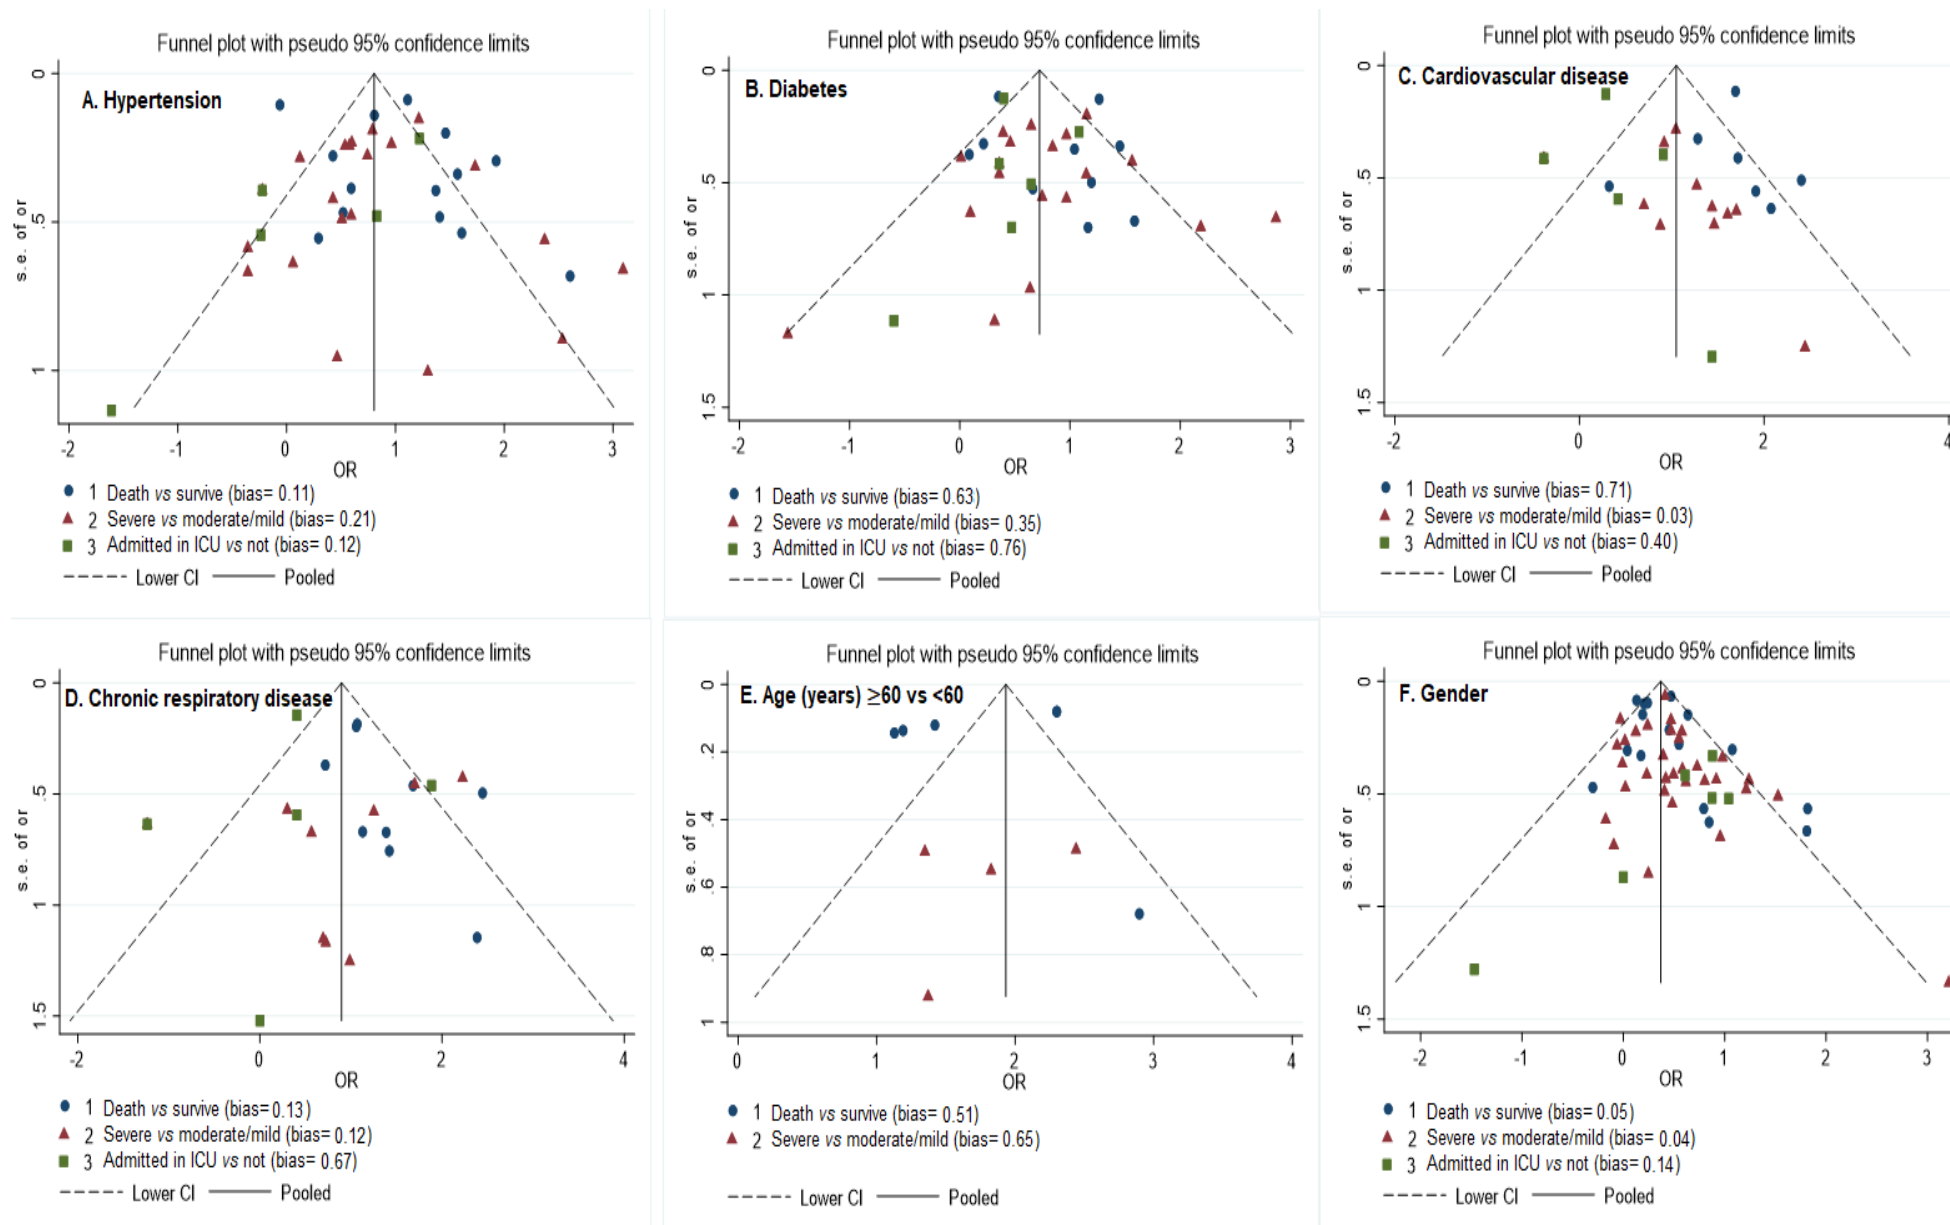 Funnel plot with pseudo 95% confidence limits
A. Hypertension
s.e. of or
0
.5
1
-2 -1 0 1 2 3
OR
1 Death vs survive (bias= 0.11)
2 Severe vs moderate/mild (bias= 0.21)
3 Admitted in ICU vs not (bias= 0.12)
Lower CI Pooled
Funnel plot with pseudo 95% confidence limits
B. Diabetes
s.e. of or
0
.5
1
1.5
-2 -1 0 1 2 3
OR
1 Death vs survive (bias= 0.63)
2 Severe vs moderate/mild (bias= 0.35)
3 Admitted in ICU vs not (bias= 0.76)
Lower CI Pooled
Funnel plot with pseudo 95% confidence limits
C. Cardiovascular disease
s.e. of or
0
.5
1
1.5
-2 0 2 4
OR
1 Death vs survive (bias= 0.71)
2 Severe vs moderate/mild (bias= 0.03)
3 Admitted in ICU vs not (bias= 0.40)
Lower CI Pooled
Funnel plot with pseudo 95% confidence limits
D. Chronic respiratory disease
s.e. of or
0
.5
1
1.5
-2 0 2 4
OR
1 Death vs survive (bias= 0.13)
2 Severe vs moderate/mild (bias= 0.12)
3 Admitted in ICU vs not (bias= 0.67)
Lower CI Pooled
Funnel plot with pseudo 95% confidence limits
E. Age (years) ≥60 vs <60
s.e. of or
0
.2
.4
.6
.8
1
0 1 2 3 4
OR
1 Death vs survive (bias= 0.51)
2 Severe vs moderate/mild (bias= 0.65)
Lower CI Pooled
Funnel plot with pseudo 95% confidence limits
F. Gender
s.e. of or
0
.5
1
1.5
-2 -1 0 1 2 3
OR
1 Death vs survive (bias= 0.05)
2 Severe vs moderate/mild (bias= 0.04)
3 Admitted in ICU vs not (bias= 0.14)
Lower CI Pooled